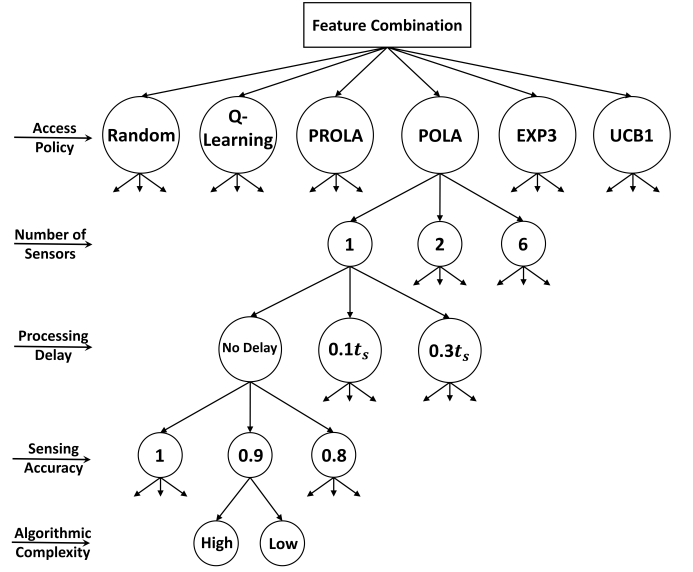 Feature Combination
Access
Policy
Random
Q-
Learning
PROLA
POLA
EXP3
UCB1
Number of
Sensors
1
2
6
Processing
Delay
No Delay
0.1tₛ
0.3tₛ
Sensing
Accuracy
1
0.9
0.8
Algorithmic
Complexity
High
Low